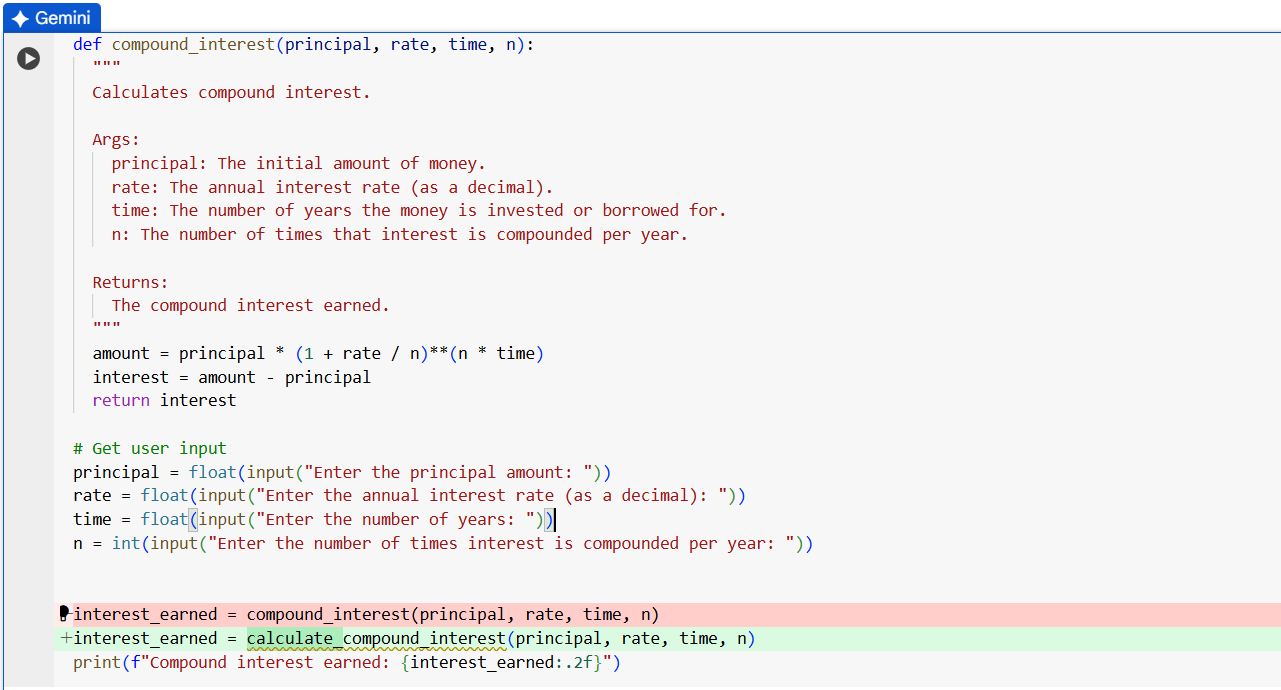 Gemini
def compound_interest(principal, rate, time, n):
"""
Calculates compound interest.
Args:
principal: The initial amount of money.
rate: The annual interest rate (as a decimal).
time: The number of years the money is invested or borrowed for.
n: The number of times that interest is compounded per year.
Returns:
The compound interest earned.
"""
amount = principal * (1 + rate / n)**(n * time)
interest = amount - principal
return interest
# Get user input
principal = float(input("Enter the principal amount: "))
rate = float(input("Enter the annual interest rate (as a decimal): "))
time = float(input("Enter the number of years: "))
n = int(input("Enter the number of times interest is compounded per year: "))
-interest_earned = compound_interest(principal, rate, time, n)
+interest_earned = calculate_compound_interest(principal, rate, time, n)
print(f"Compound interest earned: {interest_earned:.2f}")